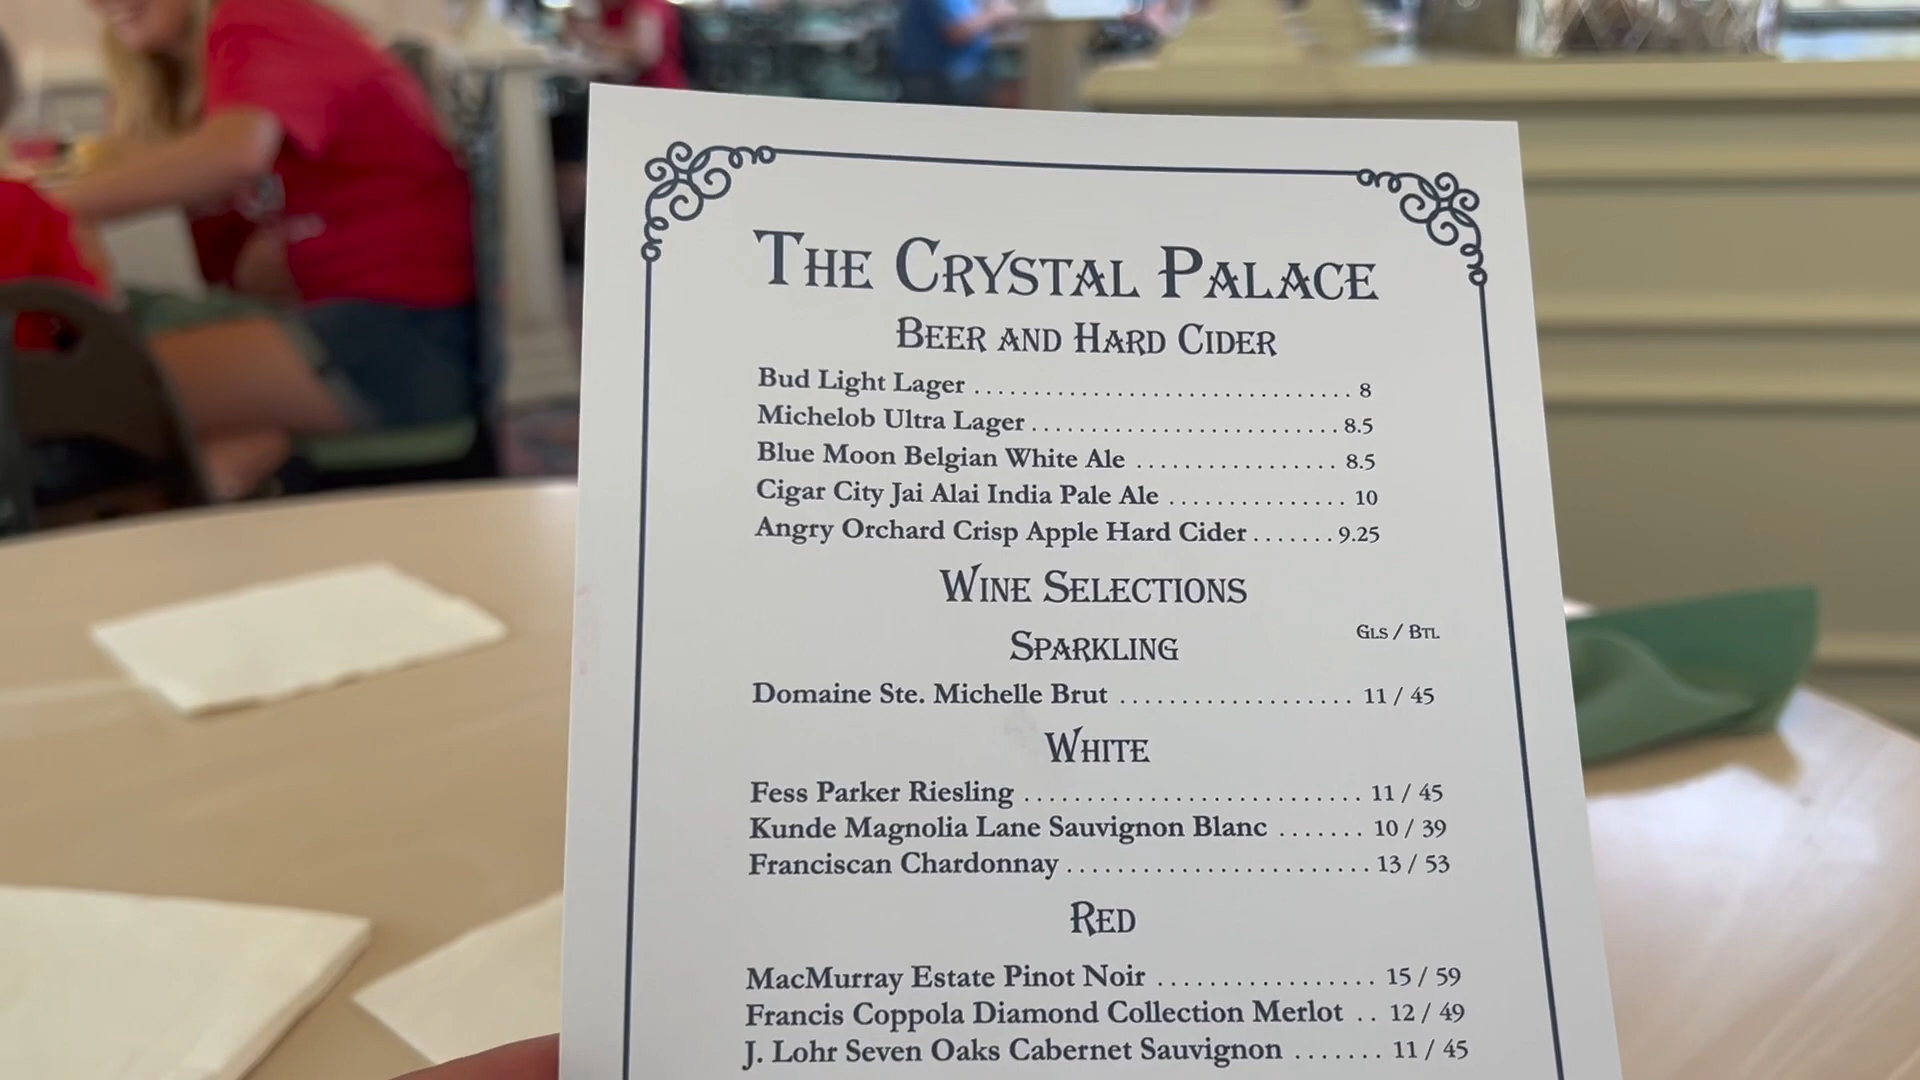 THE CRYSTAL PALACE
BEER AND HARD CIDER
Bud Light Lager ................................ 8
Michelob Ultra Lager ......................... 8.5
Blue Moon Belgian White Ale ................. 8.5
Cigar City Jai Alai India Pale Ale ............... 10
Angry Orchard Crisp Apple Hard Cider ....... 9.25
WINE SELECTIONS
GLS / BTL
SPARKLING
Domaine Ste. Michelle Brut ................... 11 / 45
WHITE
Fess Parker Riesling ............................ 11 / 45
Kunde Magnolia Lane Sauvignon Blanc ....... 10 / 39
Franciscan Chardonnay ......................... 13 / 53
RED
MacMurray Estate Pinot Noir .................. 15 / 59
Francis Coppola Diamond Collection Merlot .. 12 / 49
J. Lohr Seven Oaks Cabernet Sauvignon ....... 11 / 45